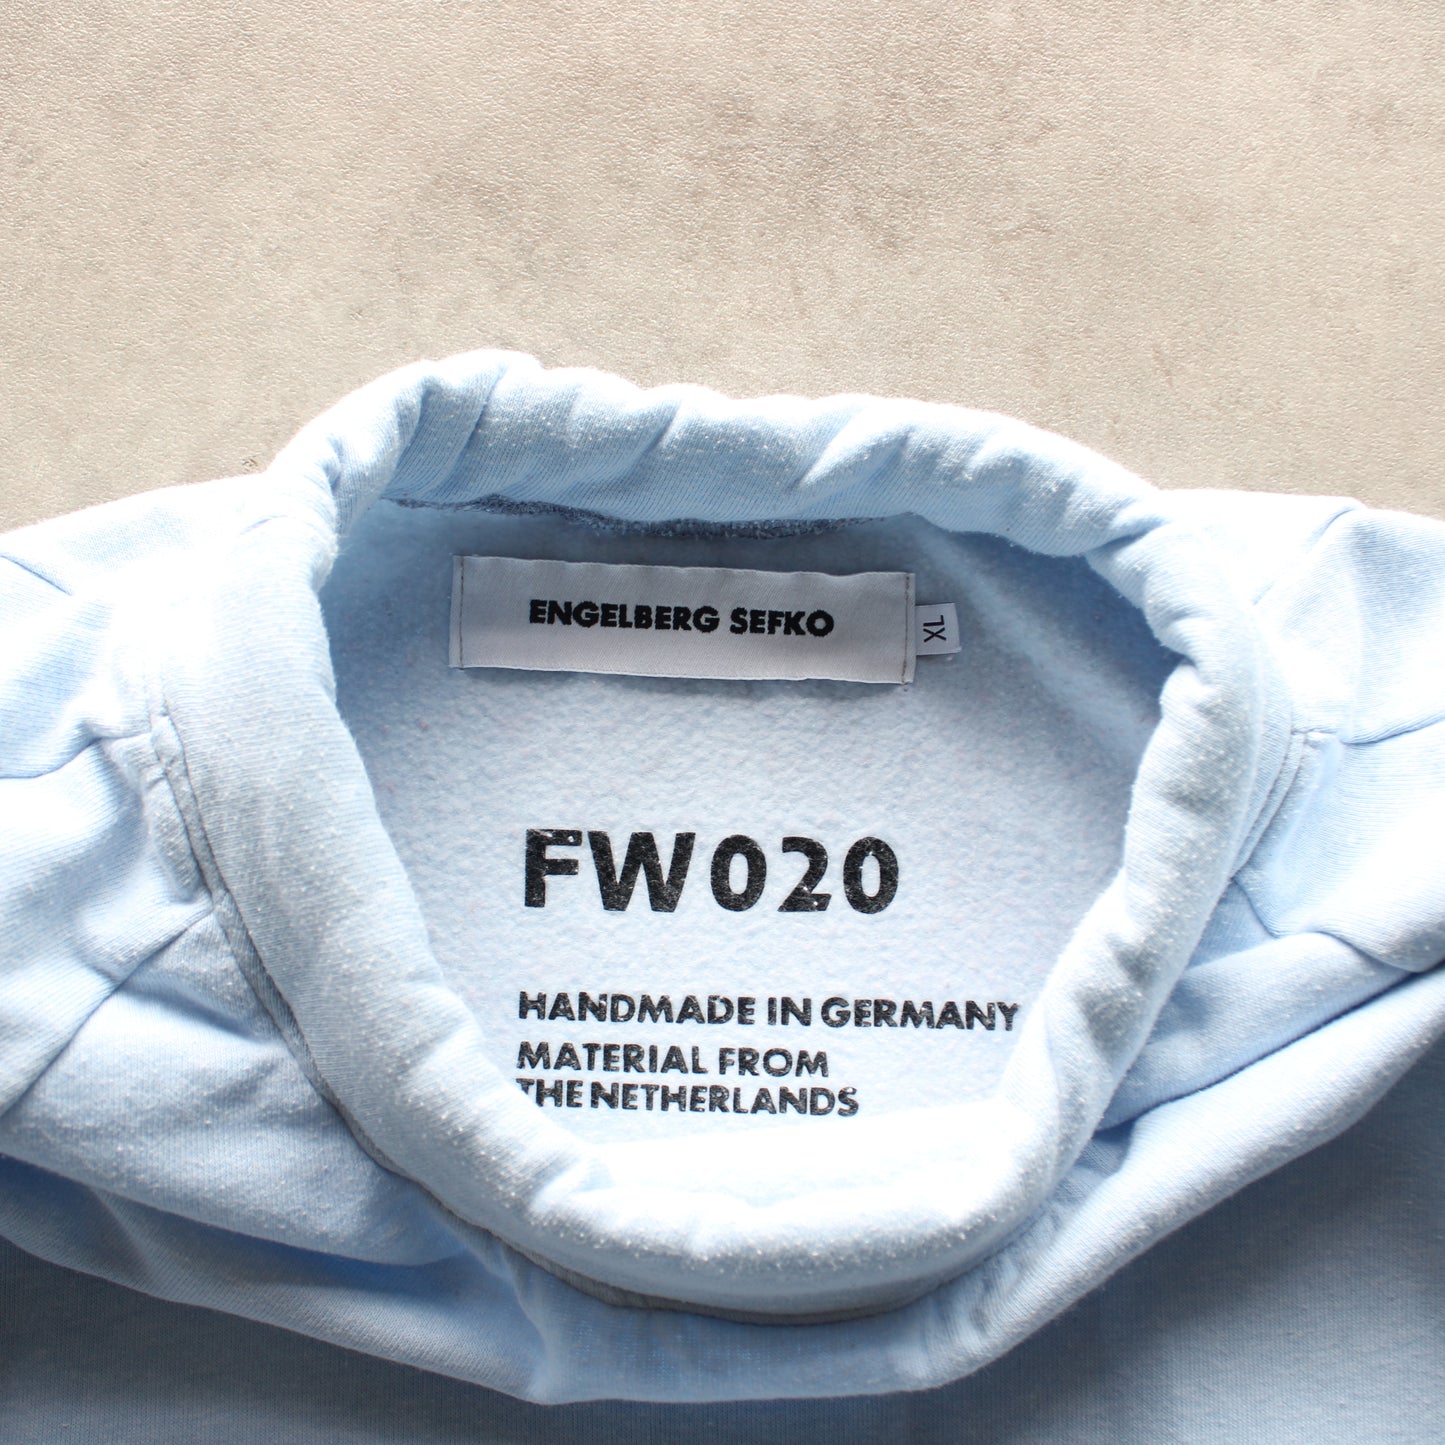 ENGELBERG SEFKO
XL
FW020
HANDMADE IN GERMANY
MATERIAL FROM
THE NETHERLANDS